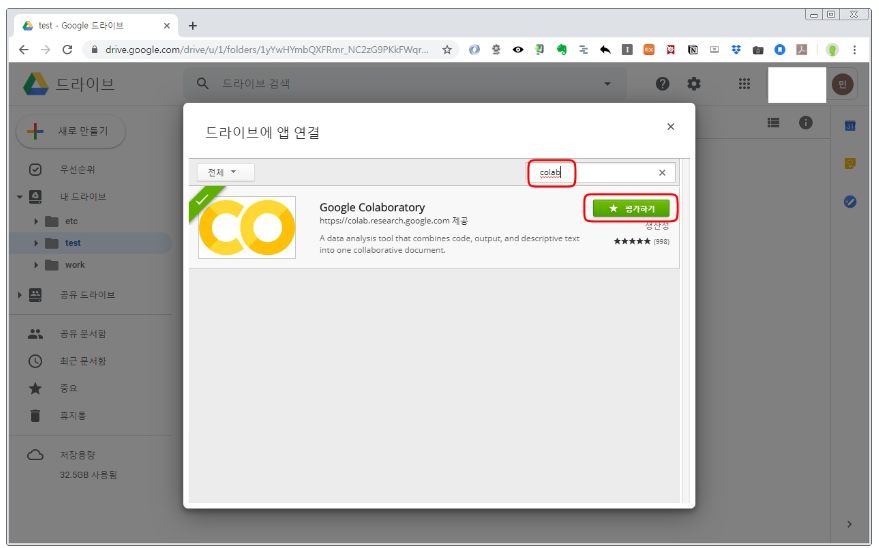 test - Google 드라이브
drive.google.com/drive/u/1/folders/1yYwHYmbQXFRmr_NC2zG9PKkFWqr...
드라이브
드라이브 검색
민
새로 만들기
우선순위
내 드라이브
etc
test
work
공유 드라이브
공유 문서함
최근 문서함
중요
휴지통
저장용량
32.5GB 사용됨
드라이브에 앱 연결
전체
colab
Google Colaboratory
https://colab.research.google.com 제공
A data analysis tool that combines code, output, and descriptive text
into one collaborative document.
평가하기
생산성
(998)
31